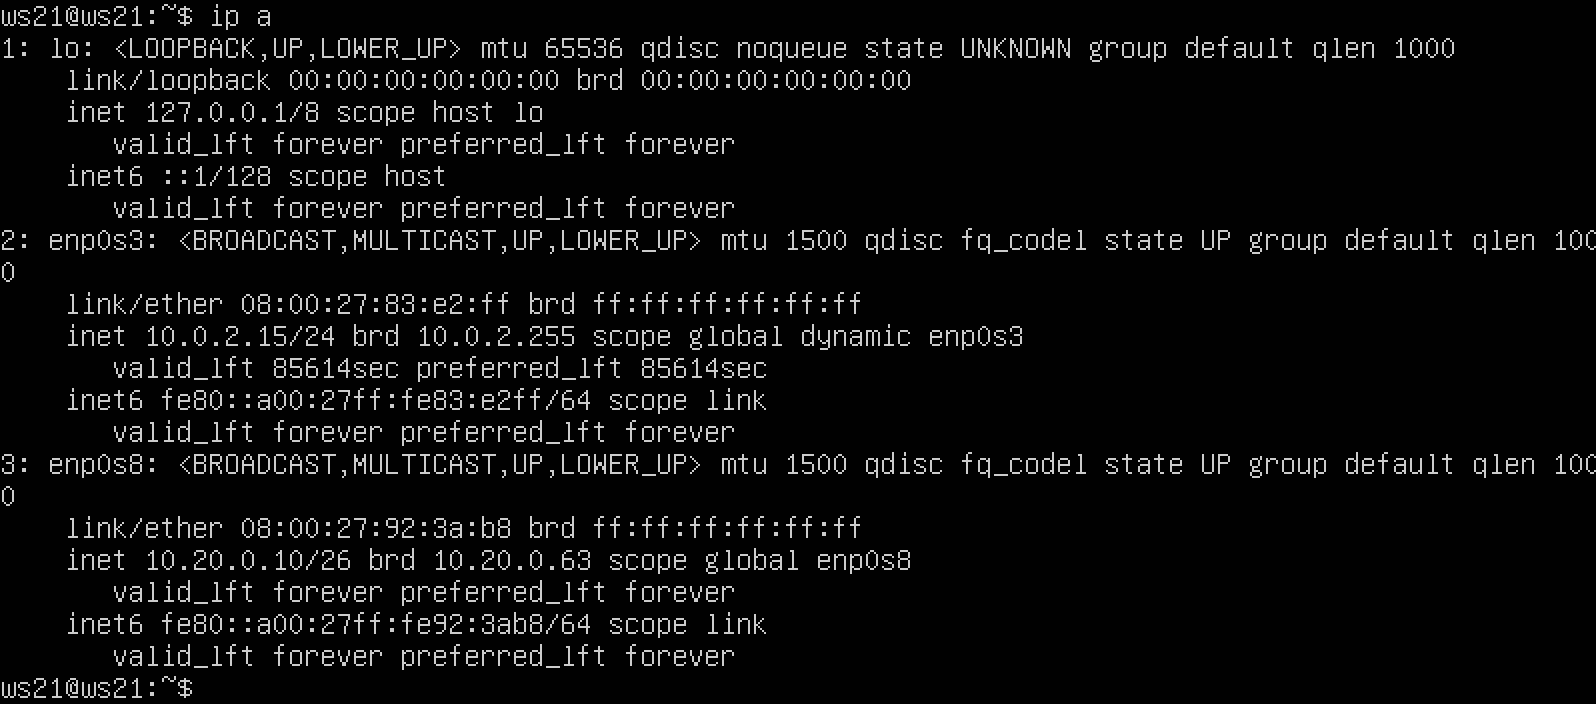 ws21@ws21:~$ ip a
1: lo: <LOOPBACK,UP,LOWER_UP> mtu 65536 qdisc noqueue state UNKNOWN group default qlen 1000
    link/loopback 00:00:00:00:00:00 brd 00:00:00:00:00:00
    inet 127.0.0.1/8 scope host lo
       valid_lft forever preferred_lft forever
    inet6 ::1/128 scope host
       valid_lft forever preferred_lft forever
2: enp0s3: <BROADCAST,MULTICAST,UP,LOWER_UP> mtu 1500 qdisc fq_codel state UP group default qlen 100
0
    link/ether 08:00:27:83:e2:ff brd ff:ff:ff:ff:ff:ff
    inet 10.0.2.15/24 brd 10.0.2.255 scope global dynamic enp0s3
       valid_lft 85614sec preferred_lft 85614sec
    inet6 fe80::a00:27ff:fe83:e2ff/64 scope link
       valid_lft forever preferred_lft forever
3: enp0s8: <BROADCAST,MULTICAST,UP,LOWER_UP> mtu 1500 qdisc fq_codel state UP group default qlen 100
0
    link/ether 08:00:27:92:3a:b8 brd ff:ff:ff:ff:ff:ff
    inet 10.20.0.10/26 brd 10.20.0.63 scope global enp0s8
       valid_lft forever preferred_lft forever
    inet6 fe80::a00:27ff:fe92:3ab8/64 scope link
       valid_lft forever preferred_lft forever
ws21@ws21:~$